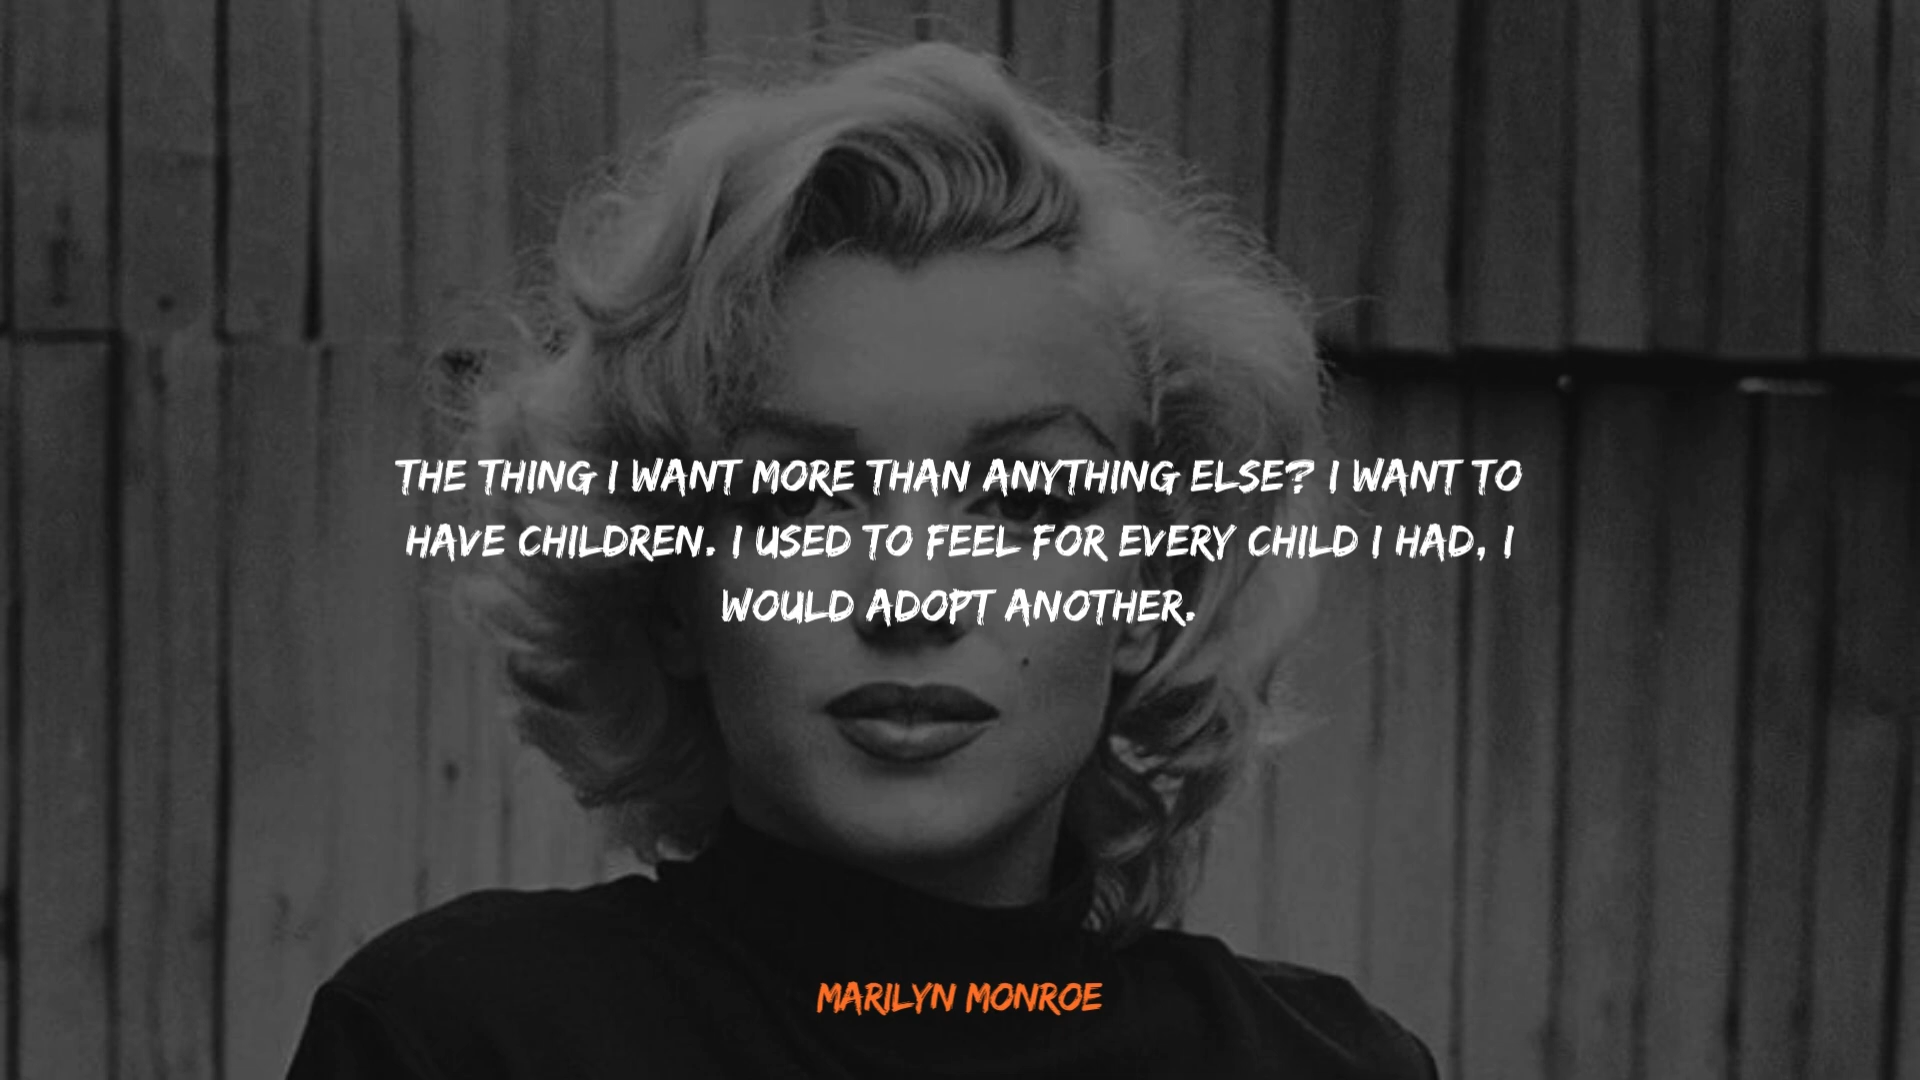 THE THING I WANT MORE THAN ANYTHING ELSE? I WANT TO
HAVE CHILDREN. I USED TO FEEL FOR EVERY CHILD I HAD, I
WOULD ADOPT ANOTHER.
MARILYN MONROE